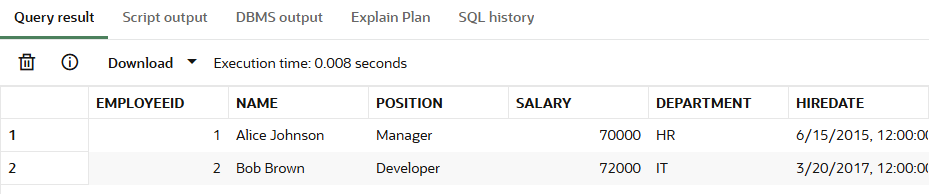 Query result Script output DBMS output Explain Plan SQL history
Download Execution time: 0.008 seconds
EMPLOYEEID NAME POSITION SALARY DEPARTMENT HIREDATE
1 1 Alice Johnson Manager 70000 HR 6/15/2015, 12:00:00
2 2 Bob Brown Developer 72000 IT 3/20/2017, 12:00:00